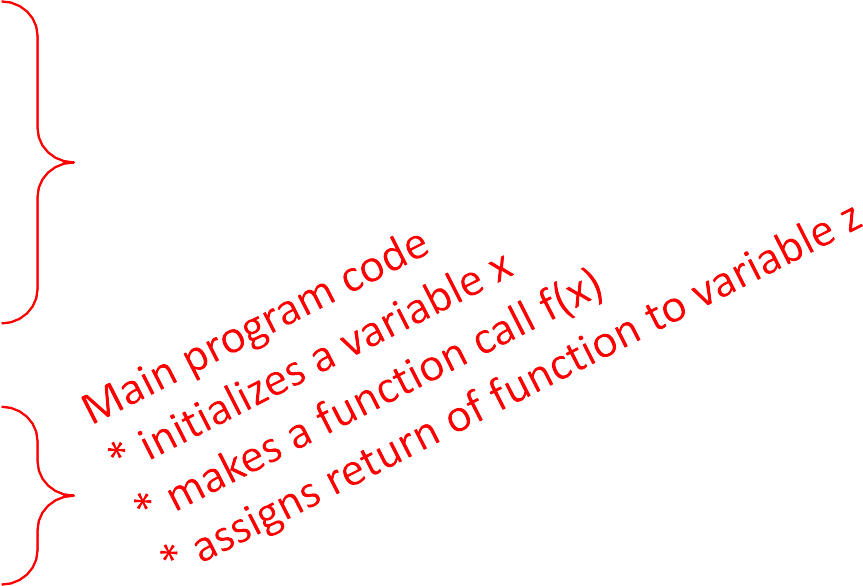 Main program code
* initializes a variable x
* makes a function call f(x)
* assigns return of function to variable z